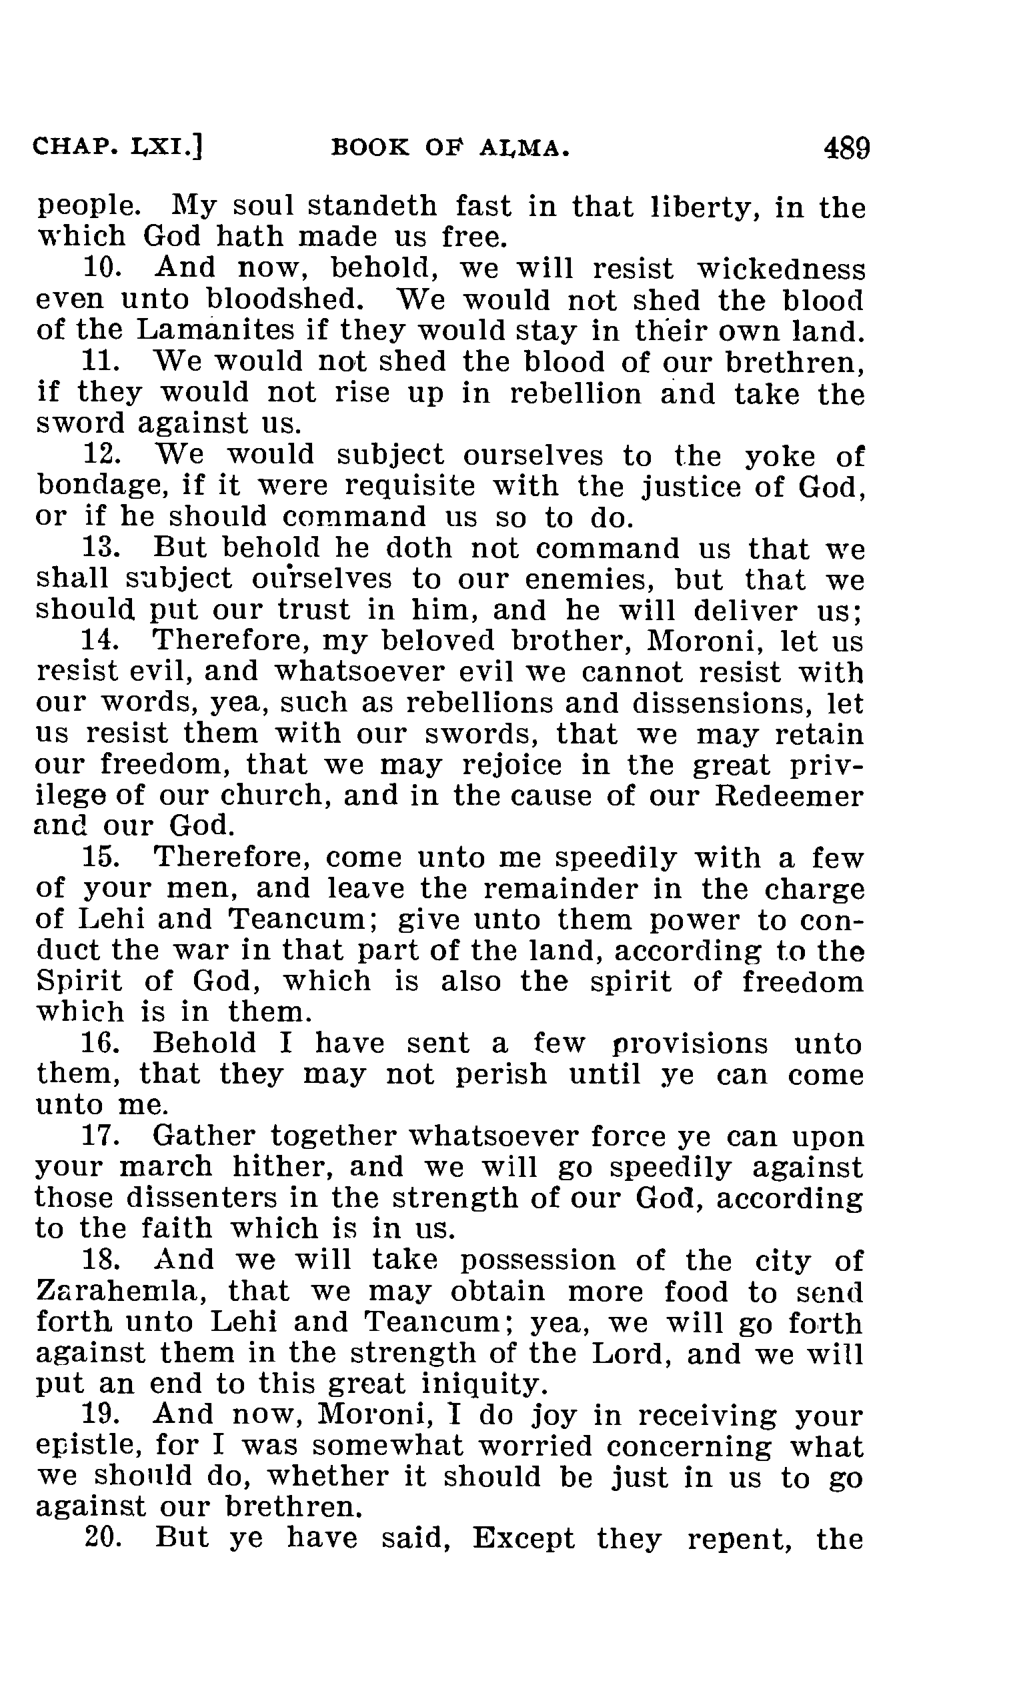 CHAP. LXI.] BOOK OF ALMA. 489
people. My soul standeth fast in that liberty, in the
which God hath made us free.
10. And now, behold, we will resist wickedness
even unto bloodshed. We would not shed the blood
of the Lamanites if they would stay in their own land.
11. We would not shed the blood of our brethren,
if they would not rise up in rebellion and take the
sword against us.
12. We would subject ourselves to the yoke of
bondage, if it were requisite with the justice of God,
or if he should command us so to do.
13. But behold he doth not command us that we
shall subject ourselves to our enemies, but that we
should put our trust in him, and he will deliver us;
14. Therefore, my beloved brother, Moroni, let us
resist evil, and whatsoever evil we cannot resist with
our words, yea, such as rebellions and dissensions, let
us resist them with our swords, that we may retain
our freedom, that we may rejoice in the great priv-
ilege of our church, and in the cause of our Redeemer
and our God.
15. Therefore, come unto me speedily with a few
of your men, and leave the remainder in the charge
of Lehi and Teancum; give unto them power to con-
duct the war in that part of the land, according to the
Spirit of God, which is also the spirit of freedom
which is in them.
16. Behold I have sent a few provisions unto
them, that they may not perish until ye can come
unto me.
17. Gather together whatsoever force ye can upon
your march hither, and we will go speedily against
those dissenters in the strength of our God, according
to the faith which is in us.
18. And we will take possession of the city of
Zarahemla, that we may obtain more food to send
forth unto Lehi and Teancum; yea, we will go forth
against them in the strength of the Lord, and we will
put an end to this great iniquity.
19. And now, Moroni, I do joy in receiving your
epistle, for I was somewhat worried concerning what
we should do, whether it should be just in us to go
against our brethren.
20. But ye have said, Except they repent, the